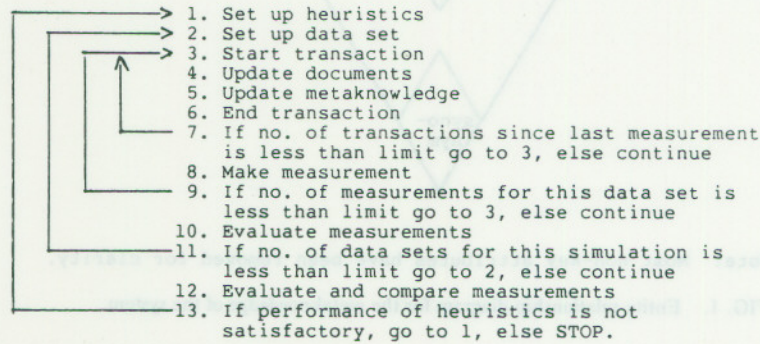 1. Set up heuristics
2. Set up data set
3. Start transaction
4. Update documents
5. Update metaknowledge
6. End transaction
7. If no. of transactions since last measurement
is less than limit go to 3, else continue
8. Make measurement
9. If no. of measurements for this data set is
less than limit go to 3, else continue
10. Evaluate measurements
11. If no. of data sets for this simulation is
less than limit go to 2, else continue
12. Evaluate and compare measurements
13. If performance of heuristics is not
satisfactory, go to 1, else STOP.